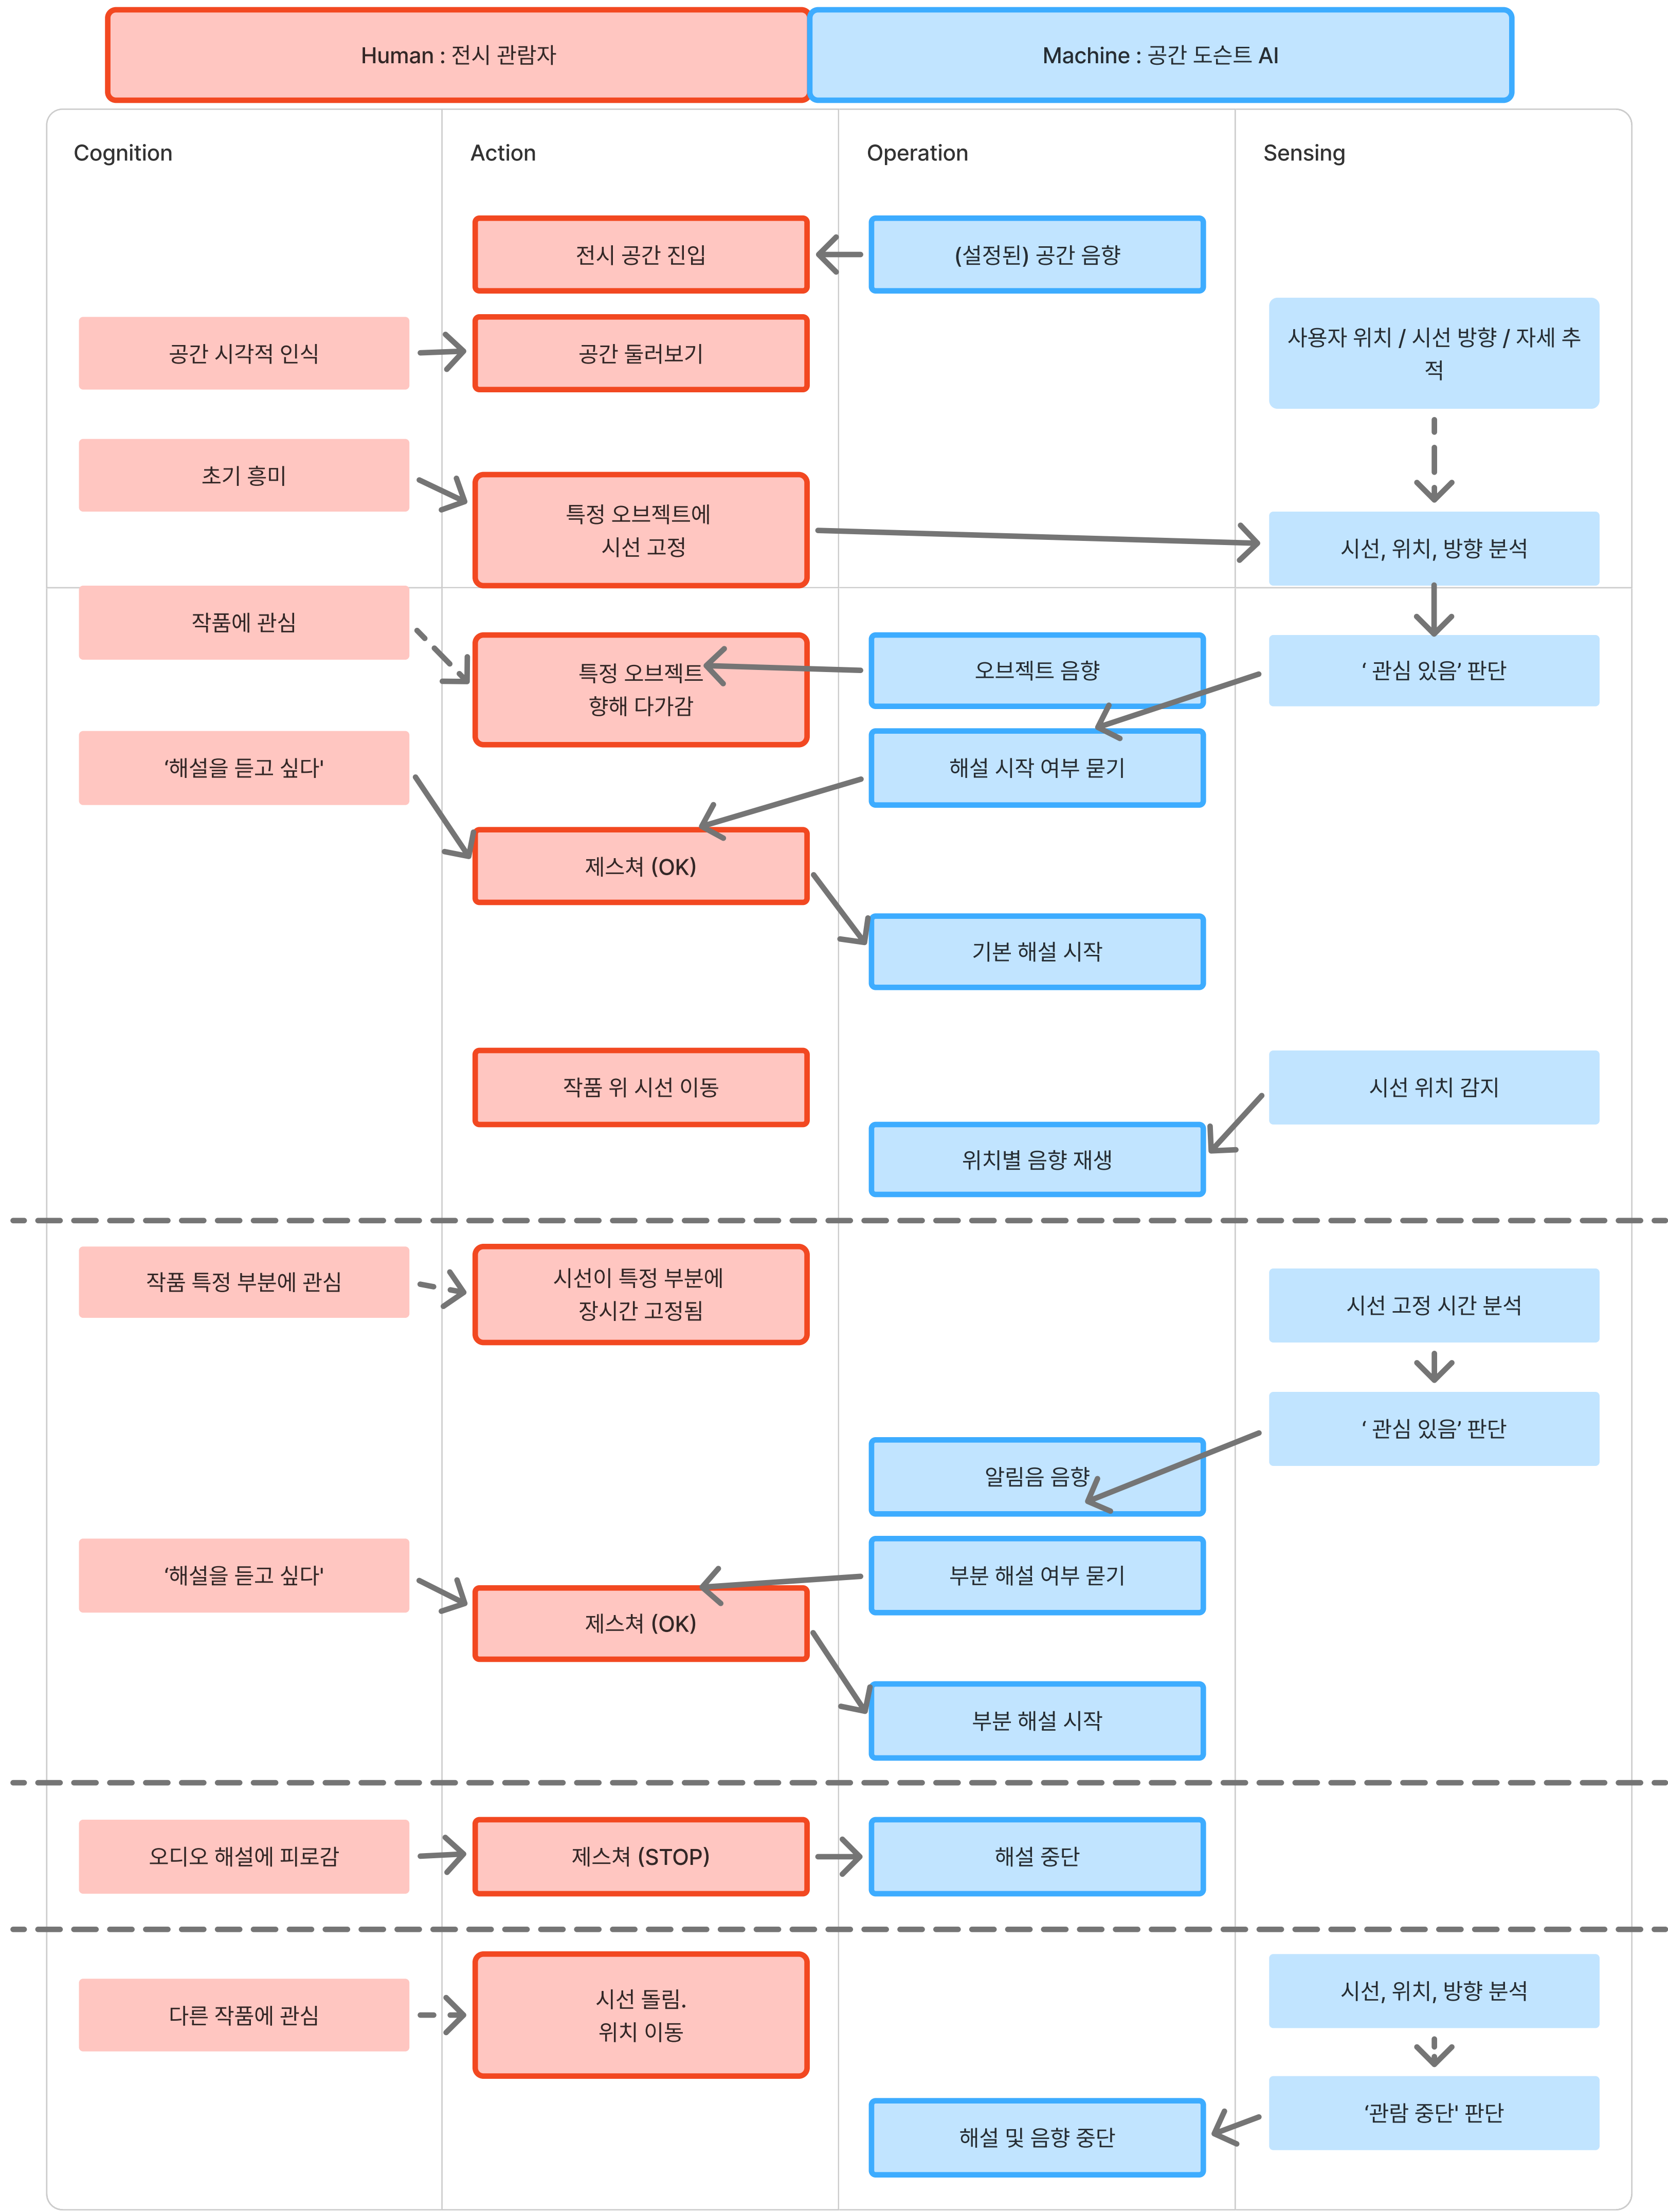 Human : 전시 관람자
Machine : 공간 도슨트 AI
Cognition
Action
Operation
Sensing
전시 공간 진입
(설정된) 공간 음향
공간 시각적 인식
공간 둘러보기
사용자 위치 / 시선 방향 / 자세 추
적
초기 흥미
특정 오브젝트에
시선 고정
시선, 위치, 방향 분석
작품에 관심
특정 오브젝트
향해 다가감
오브젝트 음향
‘ 관심 있음’ 판단
‘해설을 듣고 싶다'
해설 시작 여부 묻기
제스쳐 (OK)
기본 해설 시작
작품 위 시선 이동
시선 위치 감지
위치별 음향 재생
작품 특정 부분에 관심
시선이 특정 부분에
장시간 고정됨
시선 고정 시간 분석
‘ 관심 있음’ 판단
알림음 음향
‘해설을 듣고 싶다'
부분 해설 여부 묻기
제스쳐 (OK)
부분 해설 시작
오디오 해설에 피로감
제스쳐 (STOP)
해설 중단
다른 작품에 관심
시선 돌림.
위치 이동
시선, 위치, 방향 분석
‘관람 중단' 판단
해설 및 음향 중단